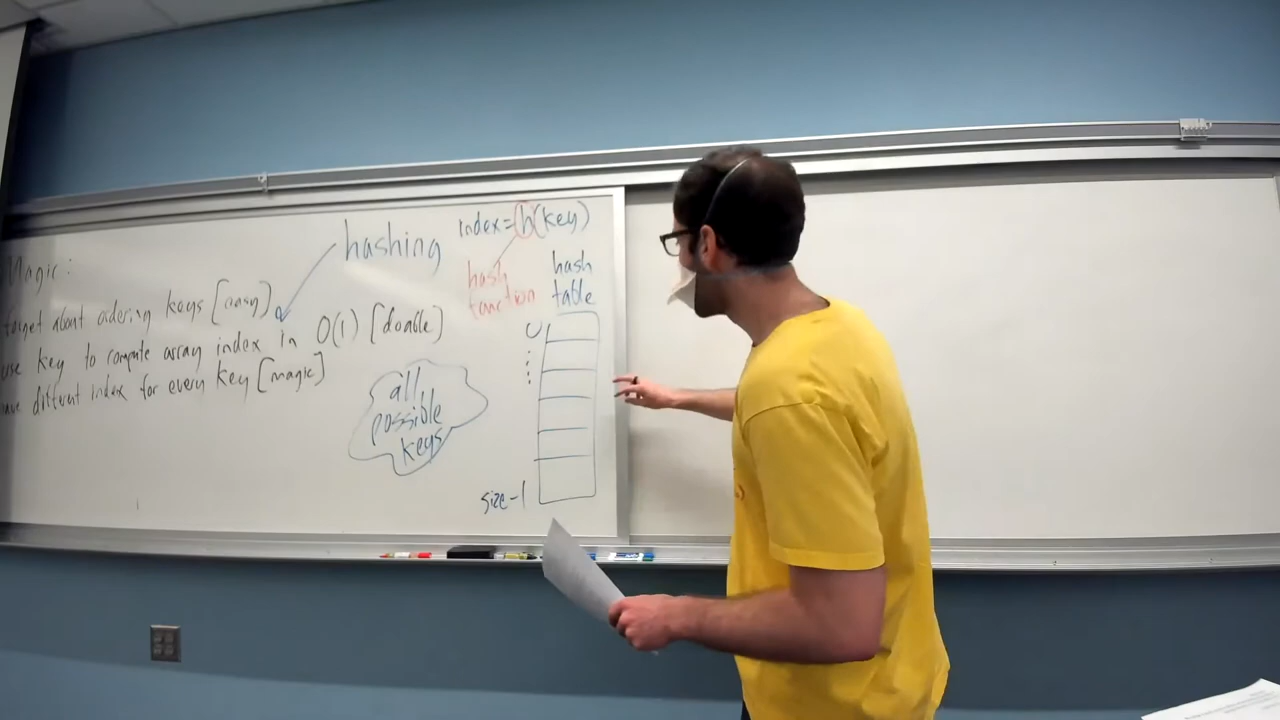 Magic:
forget about ordering keys [easy]
use key to compute array index in O(1) [doable]
have different index for every key [magic]
hashing
index=h(key)
hash
function
hash
table
0
all
possible
keys
size-1